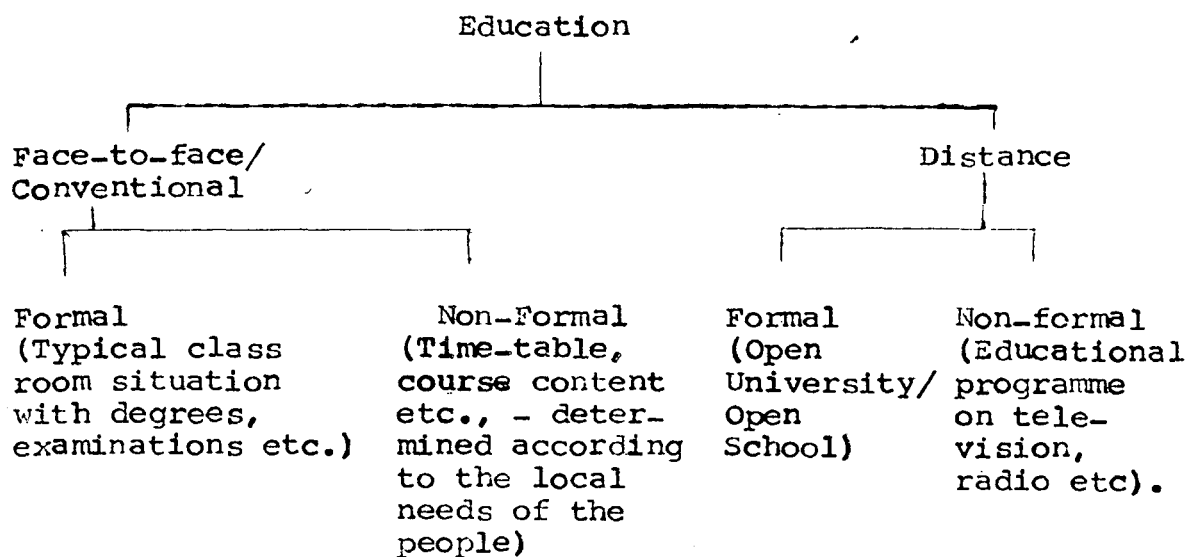 Education
Face-to-face/
Conventional
Distance
Formal
(Typical class
room situation
with degrees,
examinations etc.)
Non-Formal
(Time-table,
course content
etc., - deter-
mined according
to the local
needs of the
people)
Formal
(Open
University/
Open
School)
Non-formal
(Educational
programme
on tele-
vision,
radio etc).